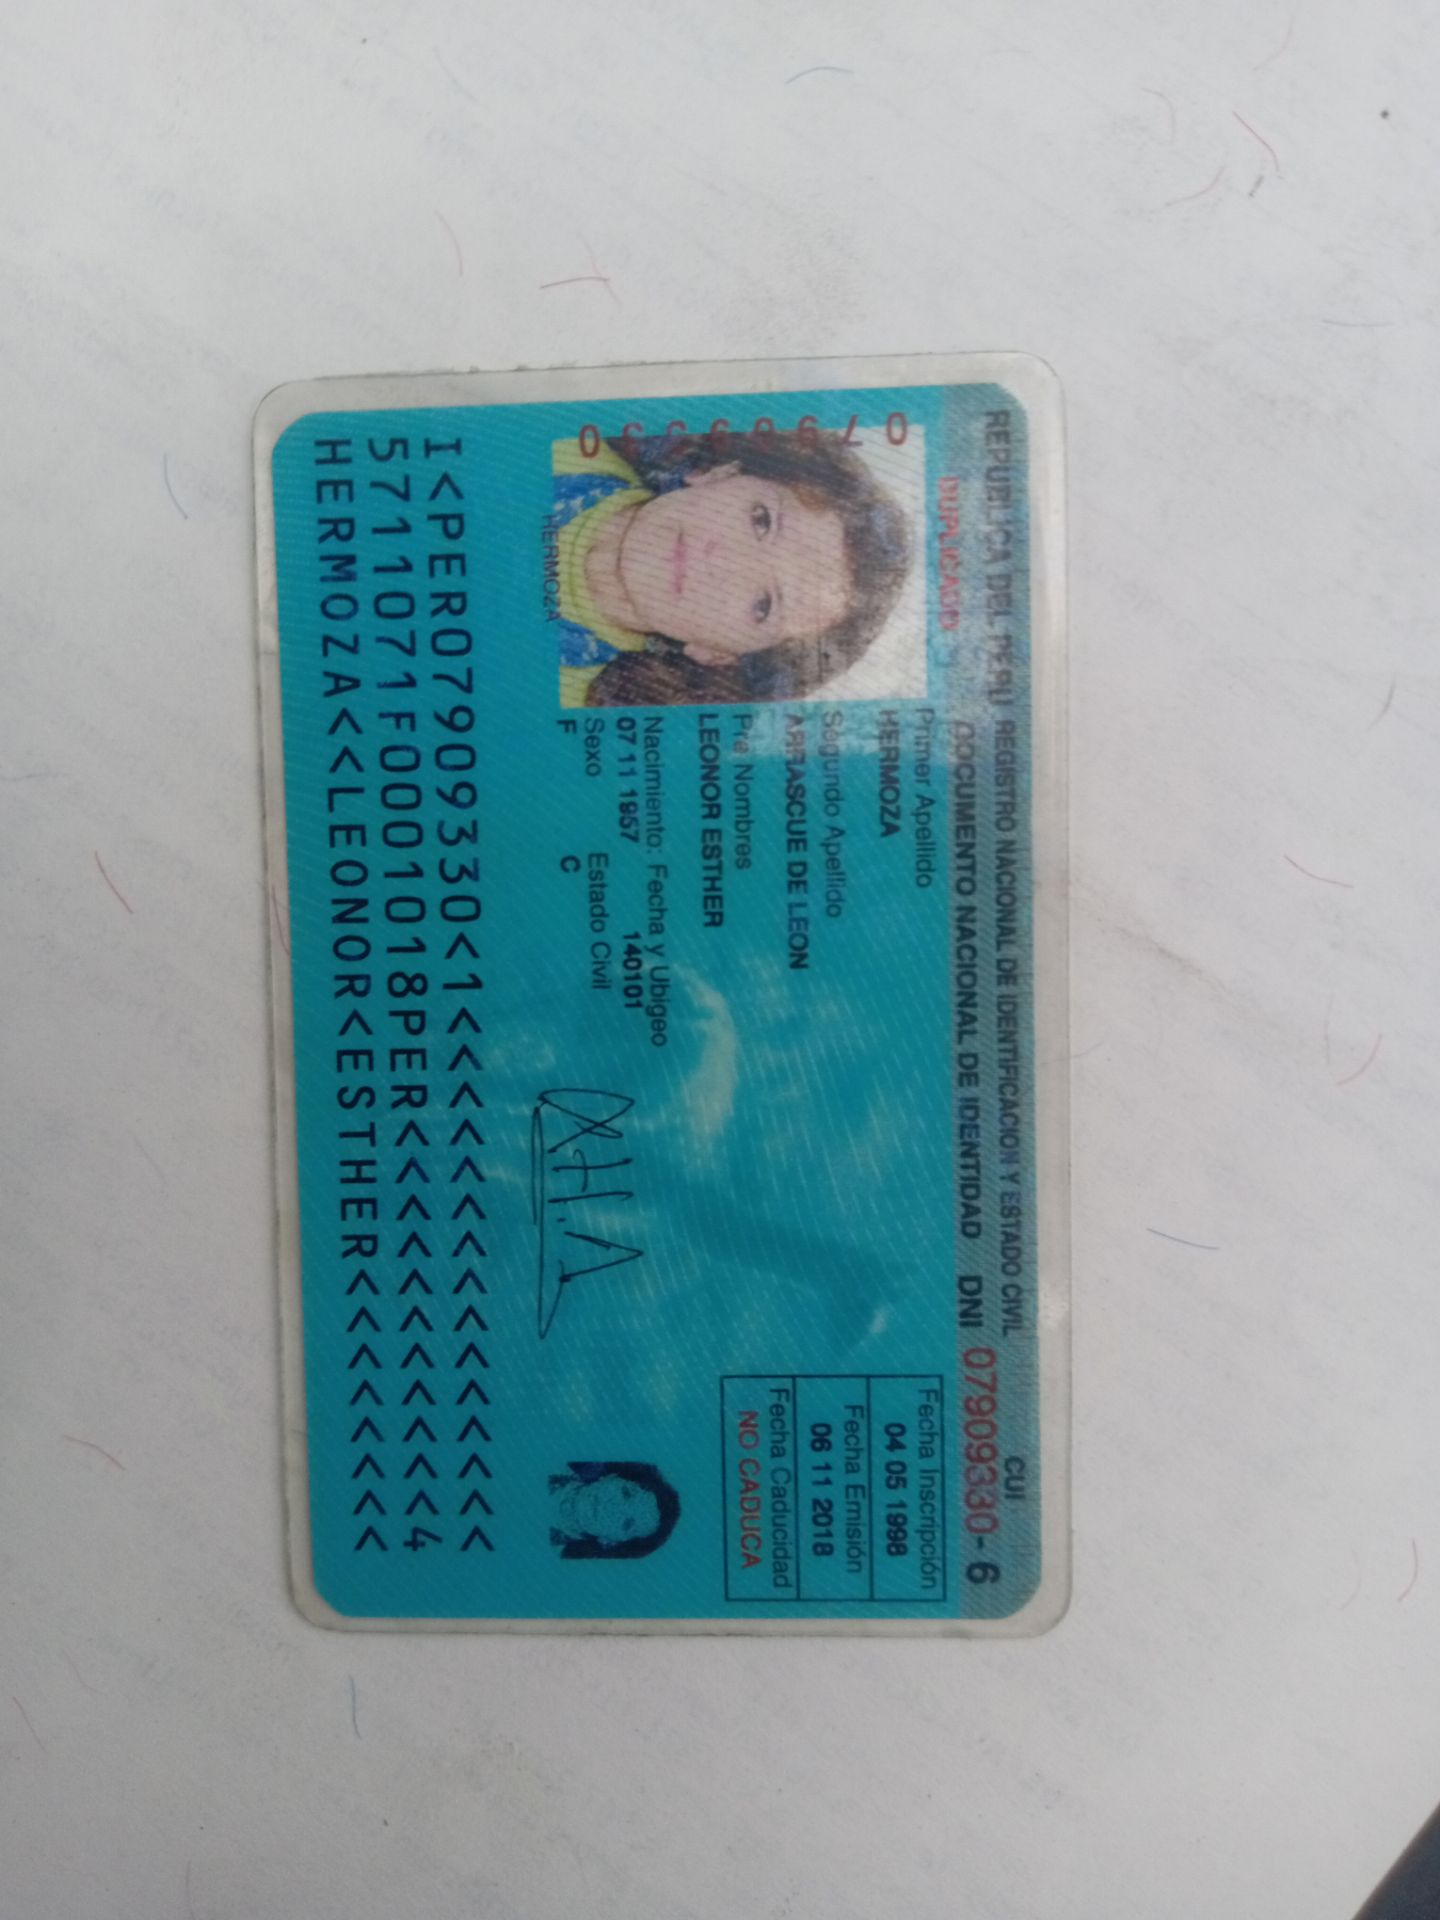 REPUBLICA DEL PERU REGISTRO NACIONAL DE IDENTIFICACION Y ESTADO CIVIL
CUI
DOCUMENTO NACIONAL DE IDENTIDAD DNI 07909330 - 6
DUPLICADO
Primer Apellido
HERMOZA
Segundo Apellido
ARRASCUE DE LEON
Pre Nombres
LEONOR ESTHER
Nacimiento: Fecha y Ubigeo
07 11 1957 140101
Sexo Estado Civil
F C
Fecha Inscripción
04 05 1998
Fecha Emisión
06 11 2018
Fecha Caducidad
NO CADUCA
07909330
HERMOZA
I<PER07909330<1<<<<<<<<<<<<<<<
5711071F0001018PER<<<<<<<<<<<4
HERMOZA<<LEONOR<ESTHER<<<<<<<<